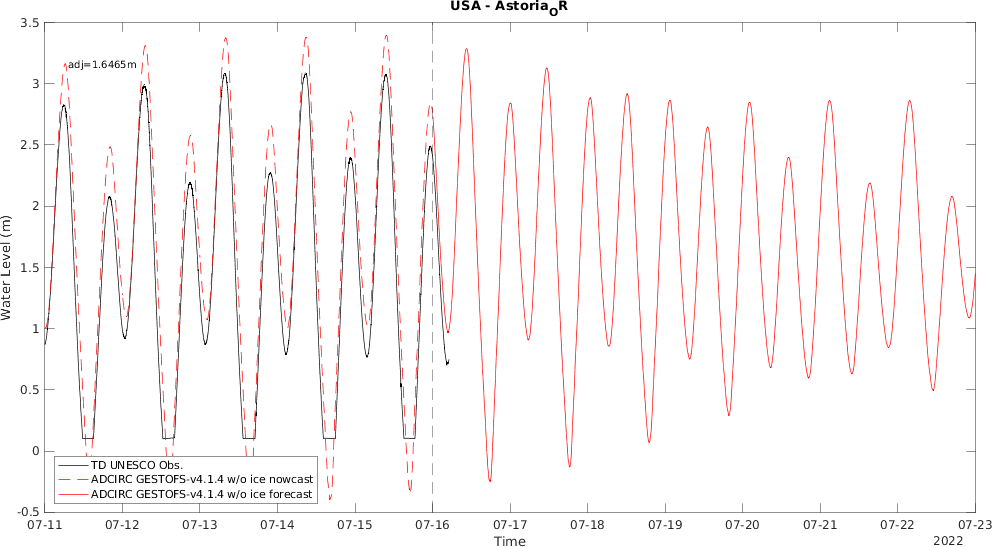 USA - Astoria_OR
adj=1.6465m
Water Level (m)
3.5
3
2.5
2
1.5
1
0.5
0
-0.5
TD UNESCO Obs.
ADCIRC GESTOFS-v4.1.4 w/o ice nowcast
ADCIRC GESTOFS-v4.1.4 w/o ice forecast
07-11 07-12 07-13 07-14 07-15 07-16 07-17 07-18 07-19 07-20 07-21 07-22 07-23
Time
2022